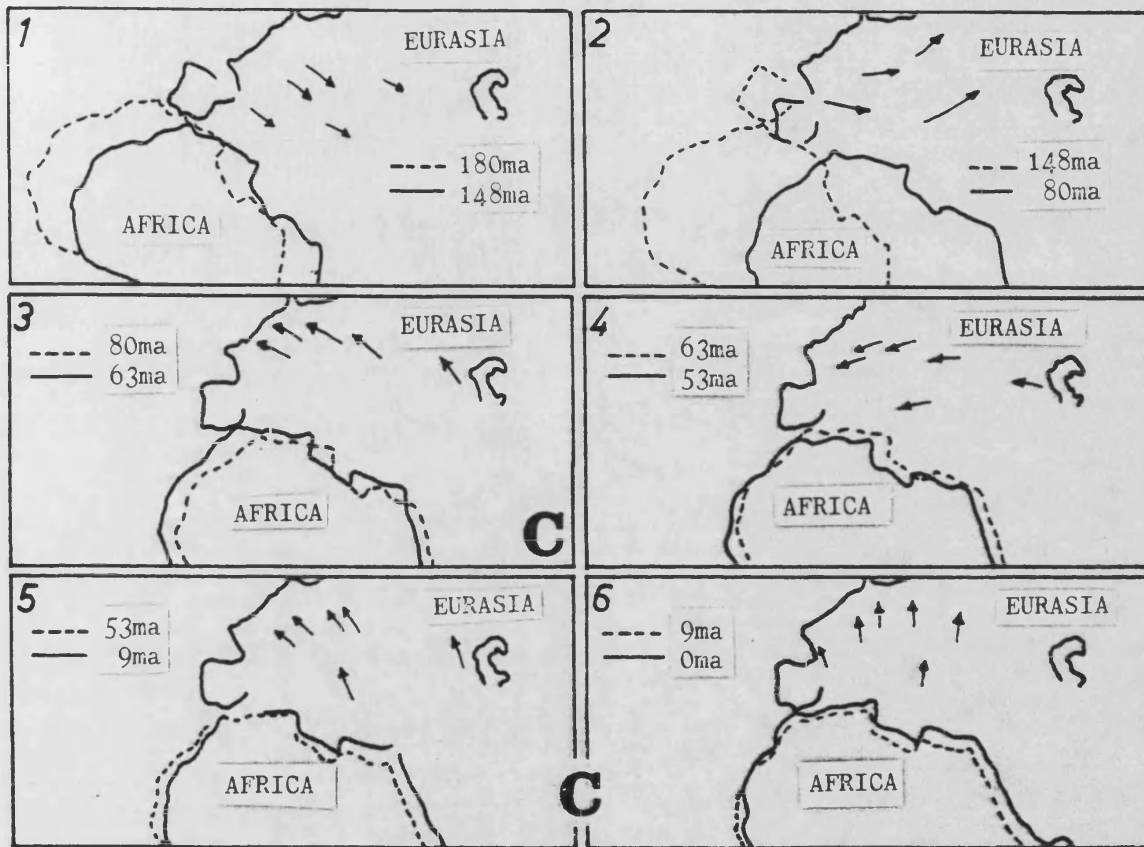 1
EURASIA
180ma
148ma
AFRICA
2
EURASIA
148ma
80ma
AFRICA
3
EURASIA
80ma
63ma
AFRICA
C
4
EURASIA
63ma
53ma
AFRICA
5
EURASIA
53ma
9ma
AFRICA
C
6
EURASIA
9ma
0ma
AFRICA